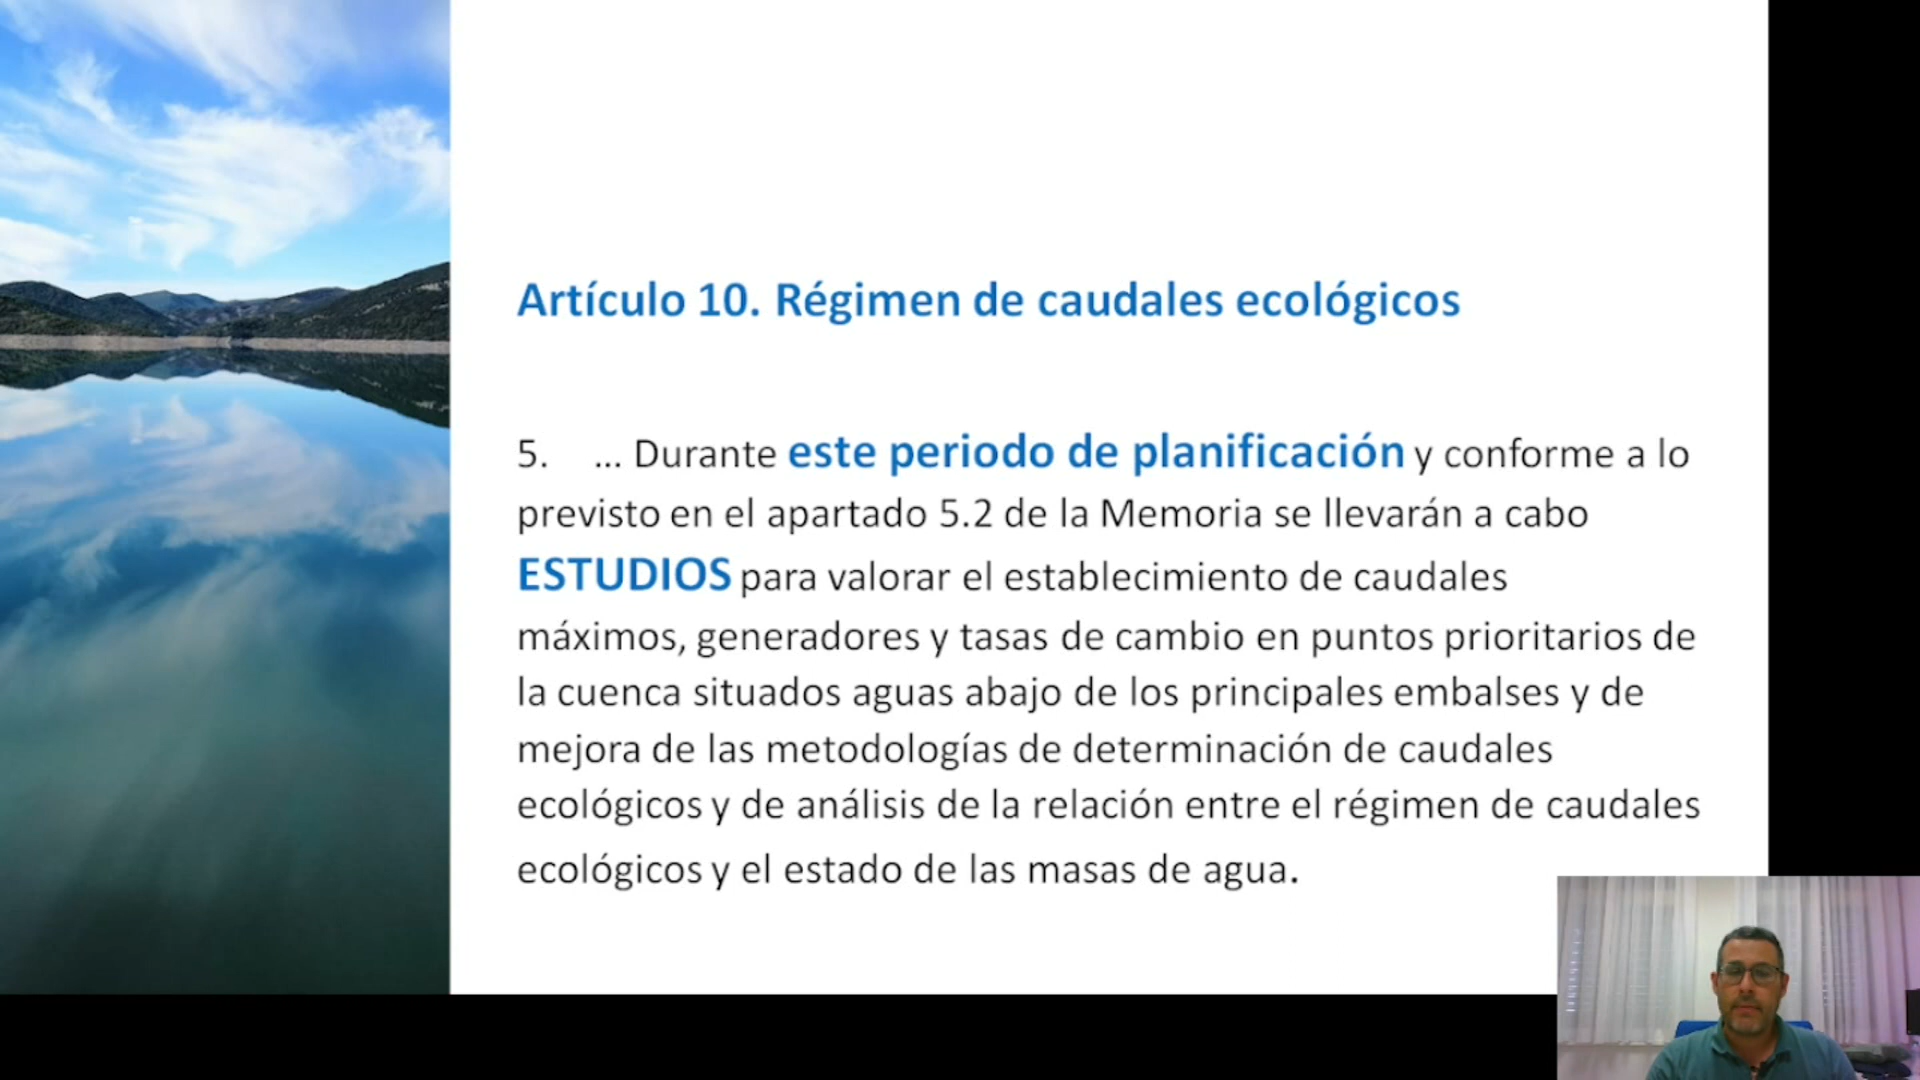 Artículo 10. Régimen de caudales ecológicos
5. ... Durante este periodo de planificación y conforme a lo
previsto en el apartado 5.2 de la Memoria se llevarán a cabo
ESTUDIOS para valorar el establecimiento de caudales
máximos, generadores y tasas de cambio en puntos prioritarios de
la cuenca situados aguas abajo de los principales embalses y de
mejora de las metodologías de determinación de caudales
ecológicos y de análisis de la relación entre el régimen de caudales
ecológicos y el estado de las masas de agua.